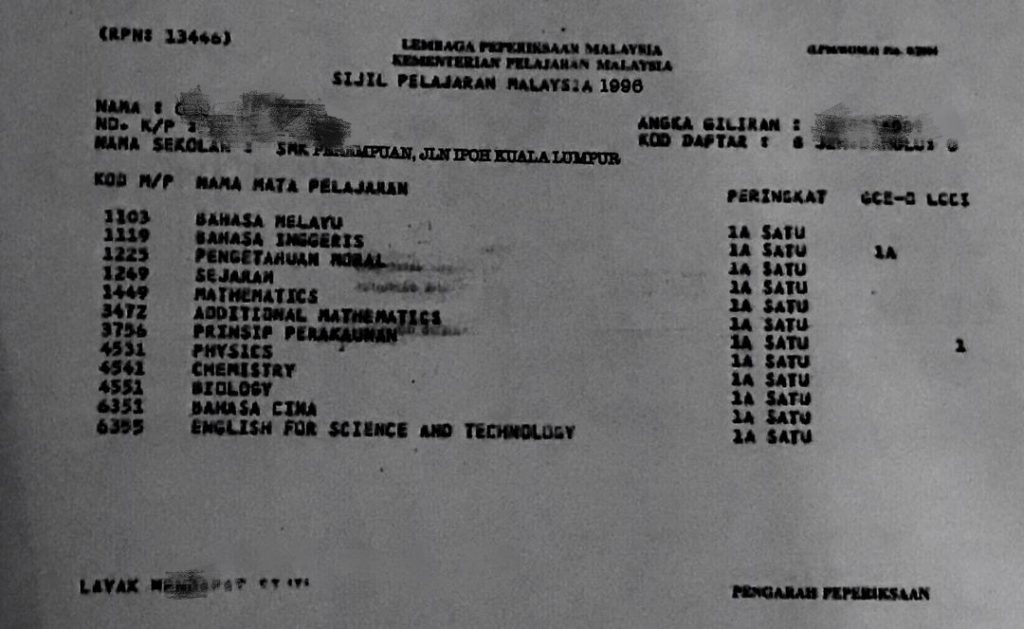 (RPN: 13446)
LEMBAGA PEPERIKSAAN MALAYSIA
KEMENTERIAN PELAJARAN MALAYSIA
SIJIL PELAJARAN MALAYSIA 1996
NAMA :
NO. K/P :
NAMA SEKOLAH : SMK PEREMPUAN, JLN IPOH KUALA LUMPUR
ANGKA GILIRAN :
KOD DAFTAR :
KOD M/P NAMA MATA PELAJARAN PERINGKAT GCE-O LCCI
1103 BAHASA MELAYU 1A SATU
1119 BAHASA INGGERIS 1A SATU 1A
1225 PENGETAHUAN MORAL 1A SATU
1249 SEJARAH 1A SATU
1449 MATHEMATICS 1A SATU
3472 ADDITIONAL MATHEMATICS 1A SATU
3756 PRINSIP PERAKAUNAN 1A SATU 1
4531 PHYSICS 1A SATU
4541 CHEMISTRY 1A SATU
4551 BIOLOGY 1A SATU
6351 BAHASA CINA 1A SATU
6355 ENGLISH FOR SCIENCE AND TECHNOLOGY 1A SATU
LAYAK MENDAPAT
PENGARAH PEPERIKSAAN